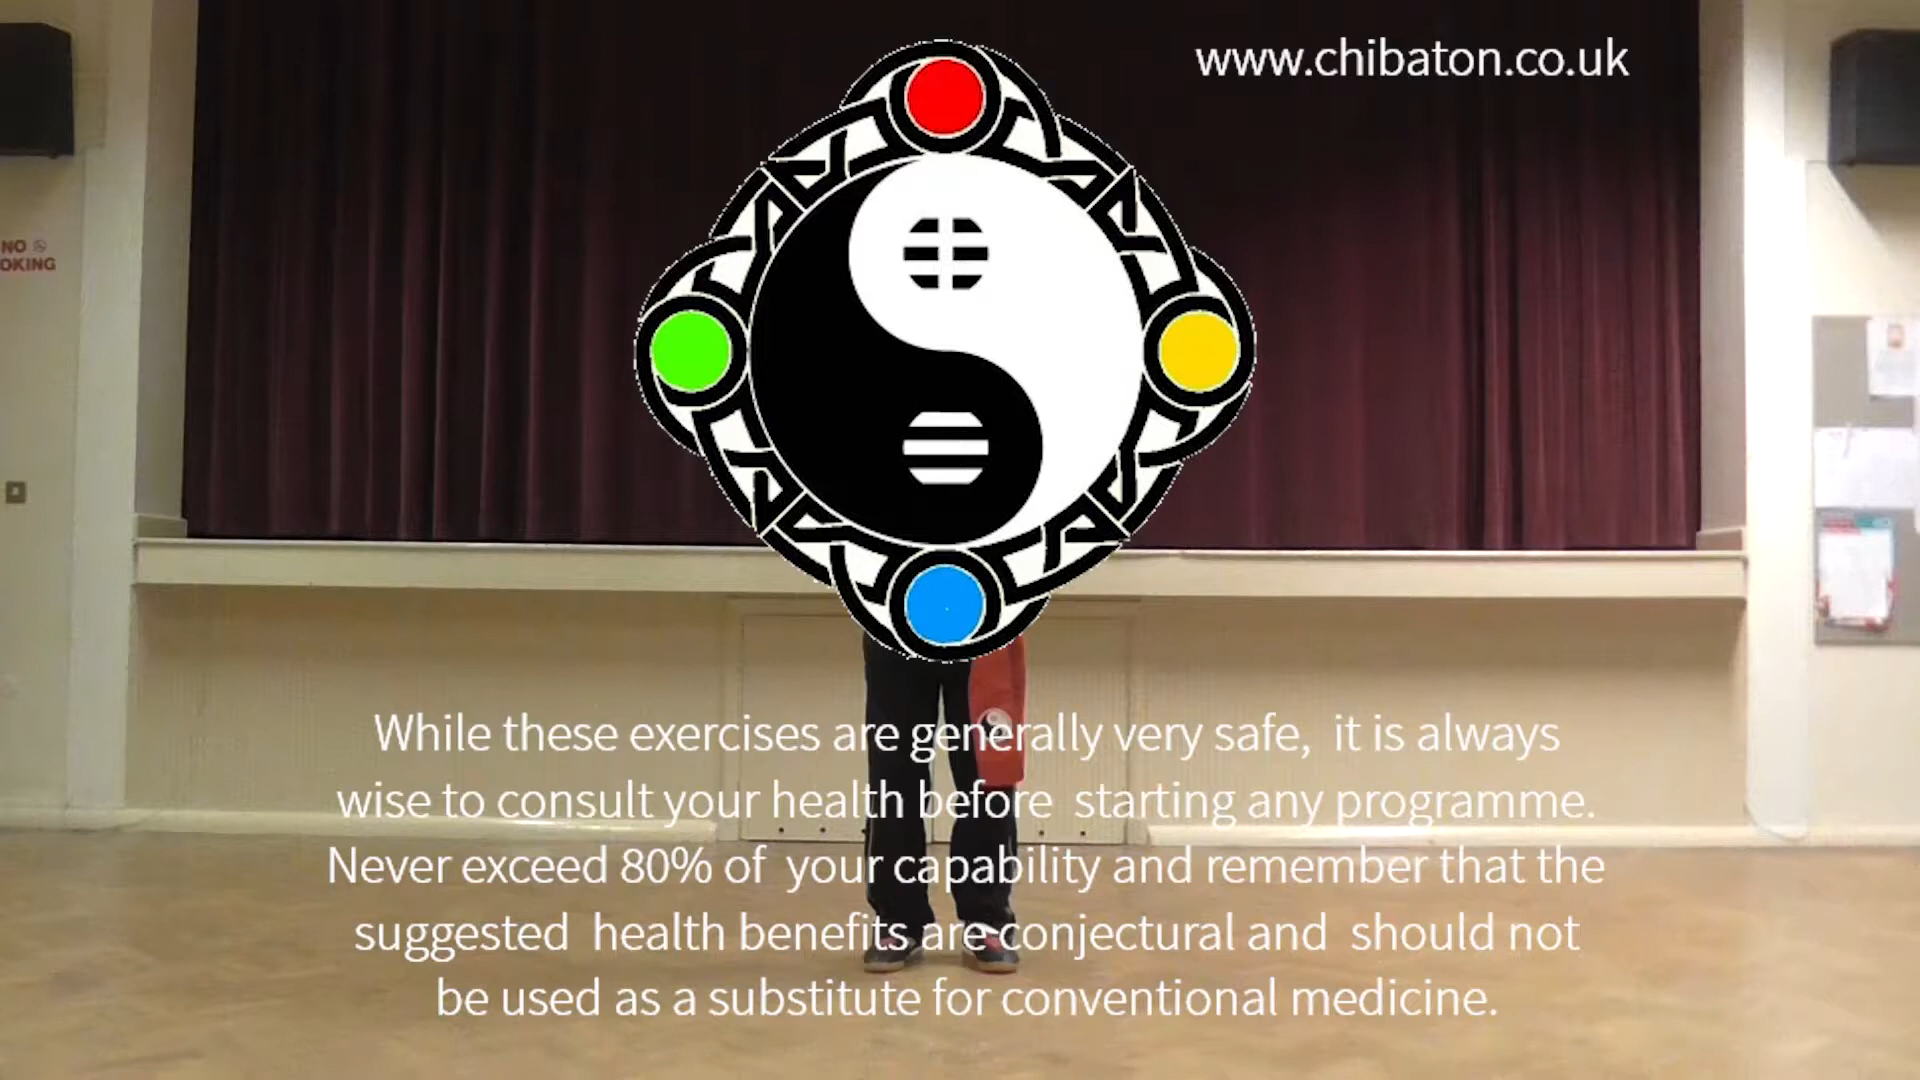 www.chibaton.co.uk
NO
OKING
While these exercises are generally very safe, it is always
wise to consult your health before starting any programme.
Never exceed 80% of your capability and remember that the
suggested health benefits are conjectural and should not
be used as a substitute for conventional medicine.